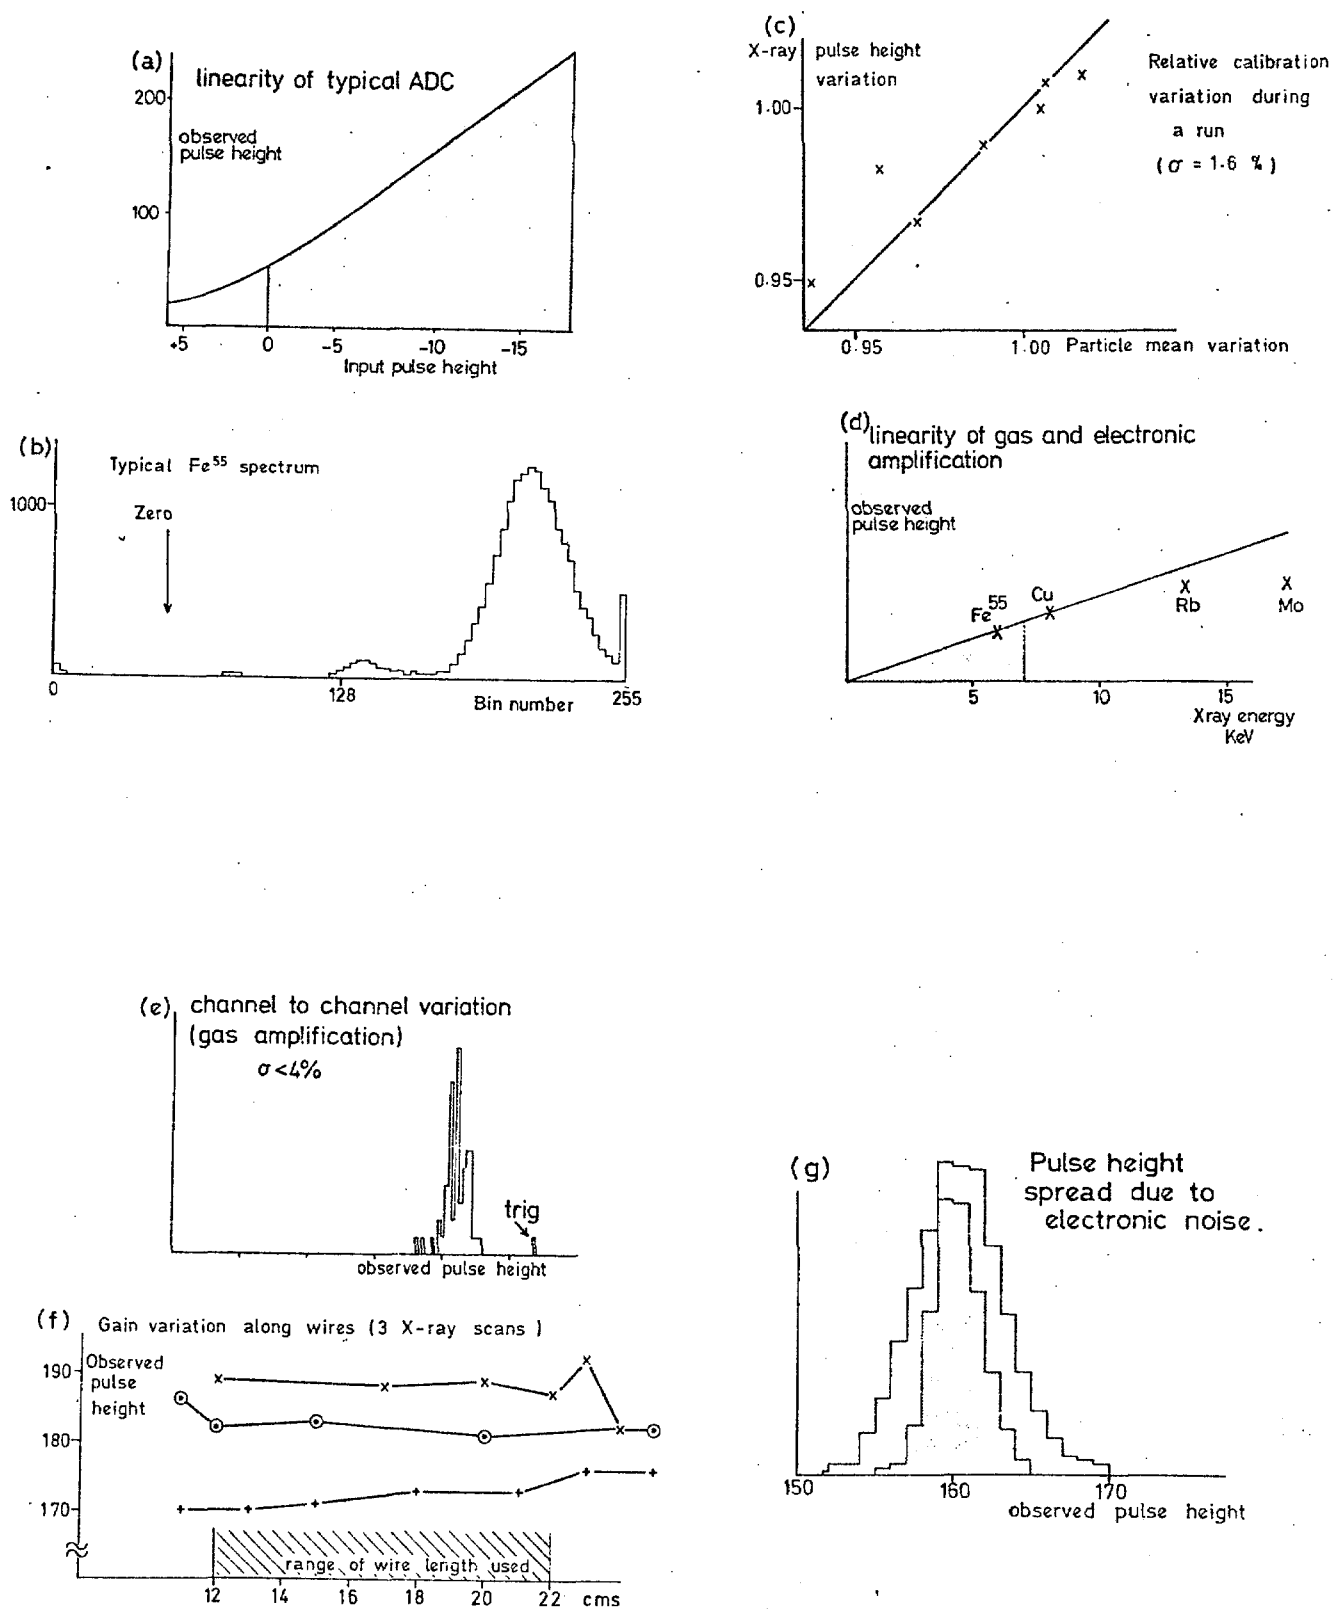 (a)
linearity of typical ADC
200
observed
pulse height
100
+5 0 -5 -10 -15
Input pulse height
(b)
Typical Fe55 spectrum
1000
Zero
0 128 255
Bin number
(c)
X-ray pulse height
variation
1.00
0.95
Relative calibration
variation during
a run
(σ = 1.6 %)
0.95 1.00 Particle mean variation
(d)
linearity of gas and electronic
amplification
observed
pulse height
Fe55 Cu
Rb Mo
5 10 15
Xray energy
KeV
(e) channel to channel variation
(gas amplification)
σ<4%
trig
observed pulse height
(f) Gain variation along wires (3 X-ray scans)
Observed
pulse
height
190
180
170
range of wire length used
12 14 16 18 20 22 cms
(g)
Pulse height
spread due to
electronic noise.
150 160 170
observed pulse height